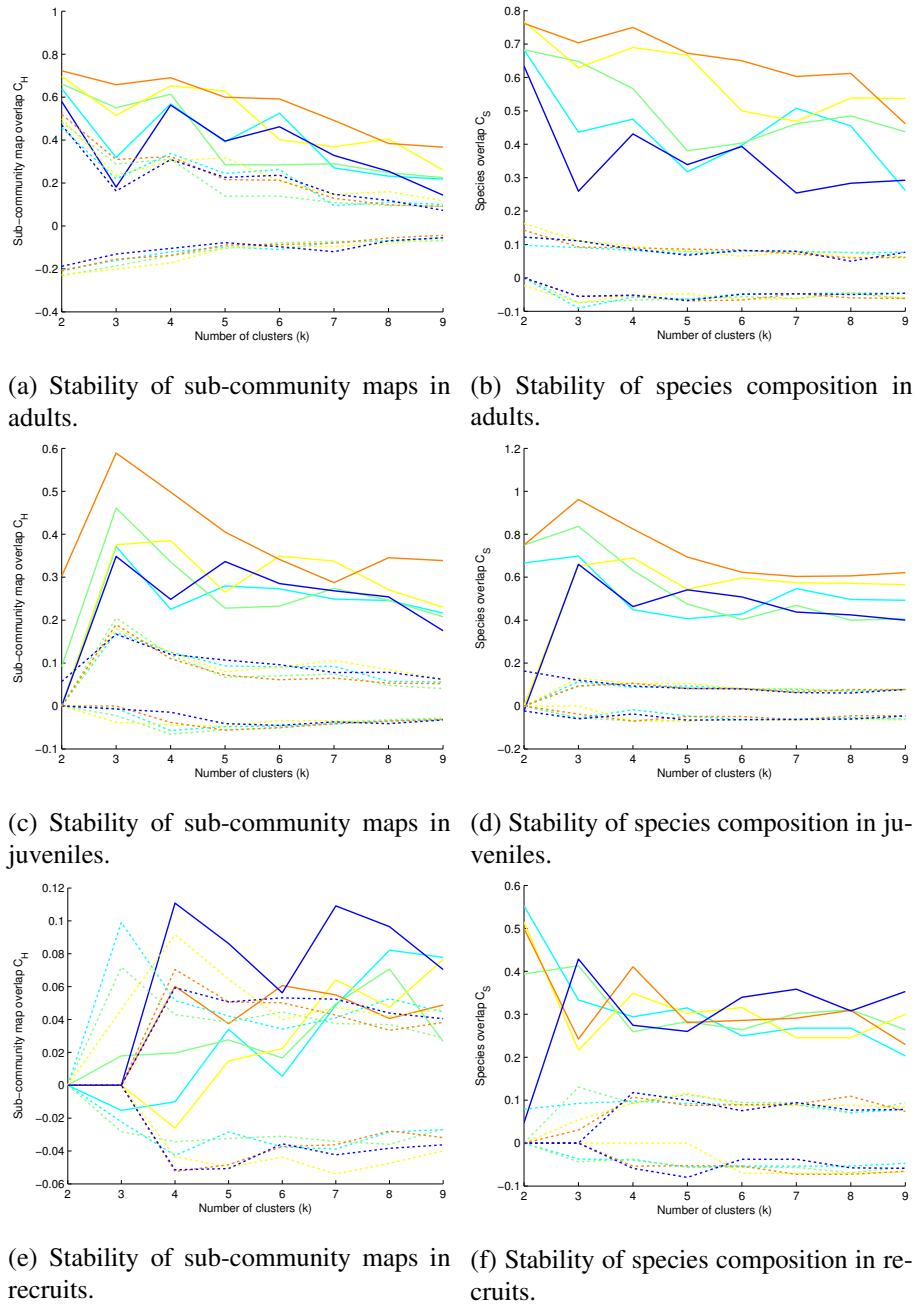 1
0.8
0.6
0.4
0.2
0
−0.2
−0.4
2 3 4 5 6 7 8 9
Number of clusters (k)
Sub−community map overlap C_H
0.8
0.7
0.6
0.5
0.4
0.3
0.2
0.1
0
−0.1
2 3 4 5 6 7 8 9
Number of clusters (k)
Species overlap C_S
(a) Stability of sub-community maps in
adults.
(b) Stability of species composition in
adults.
0.6
0.5
0.4
0.3
0.2
0.1
0
−0.1
2 3 4 5 6 7 8 9
Number of clusters (k)
Sub−community map overlap C_H
1.2
1
0.8
0.6
0.4
0.2
0
−0.2
2 3 4 5 6 7 8 9
Number of clusters (k)
Species overlap C_S
(c) Stability of sub-community maps in
juveniles.
(d) Stability of species composition in ju-
veniles.
0.12
0.1
0.08
0.06
0.04
0.02
0
−0.02
−0.04
−0.06
2 3 4 5 6 7 8 9
Number of clusters (k)
Sub−community map overlap C_H
0.6
0.5
0.4
0.3
0.2
0.1
0
−0.1
2 3 4 5 6 7 8 9
Number of clusters (k)
Species overlap C_S
(e) Stability of sub-community maps in
recruits.
(f) Stability of species composition in re-
cruits.